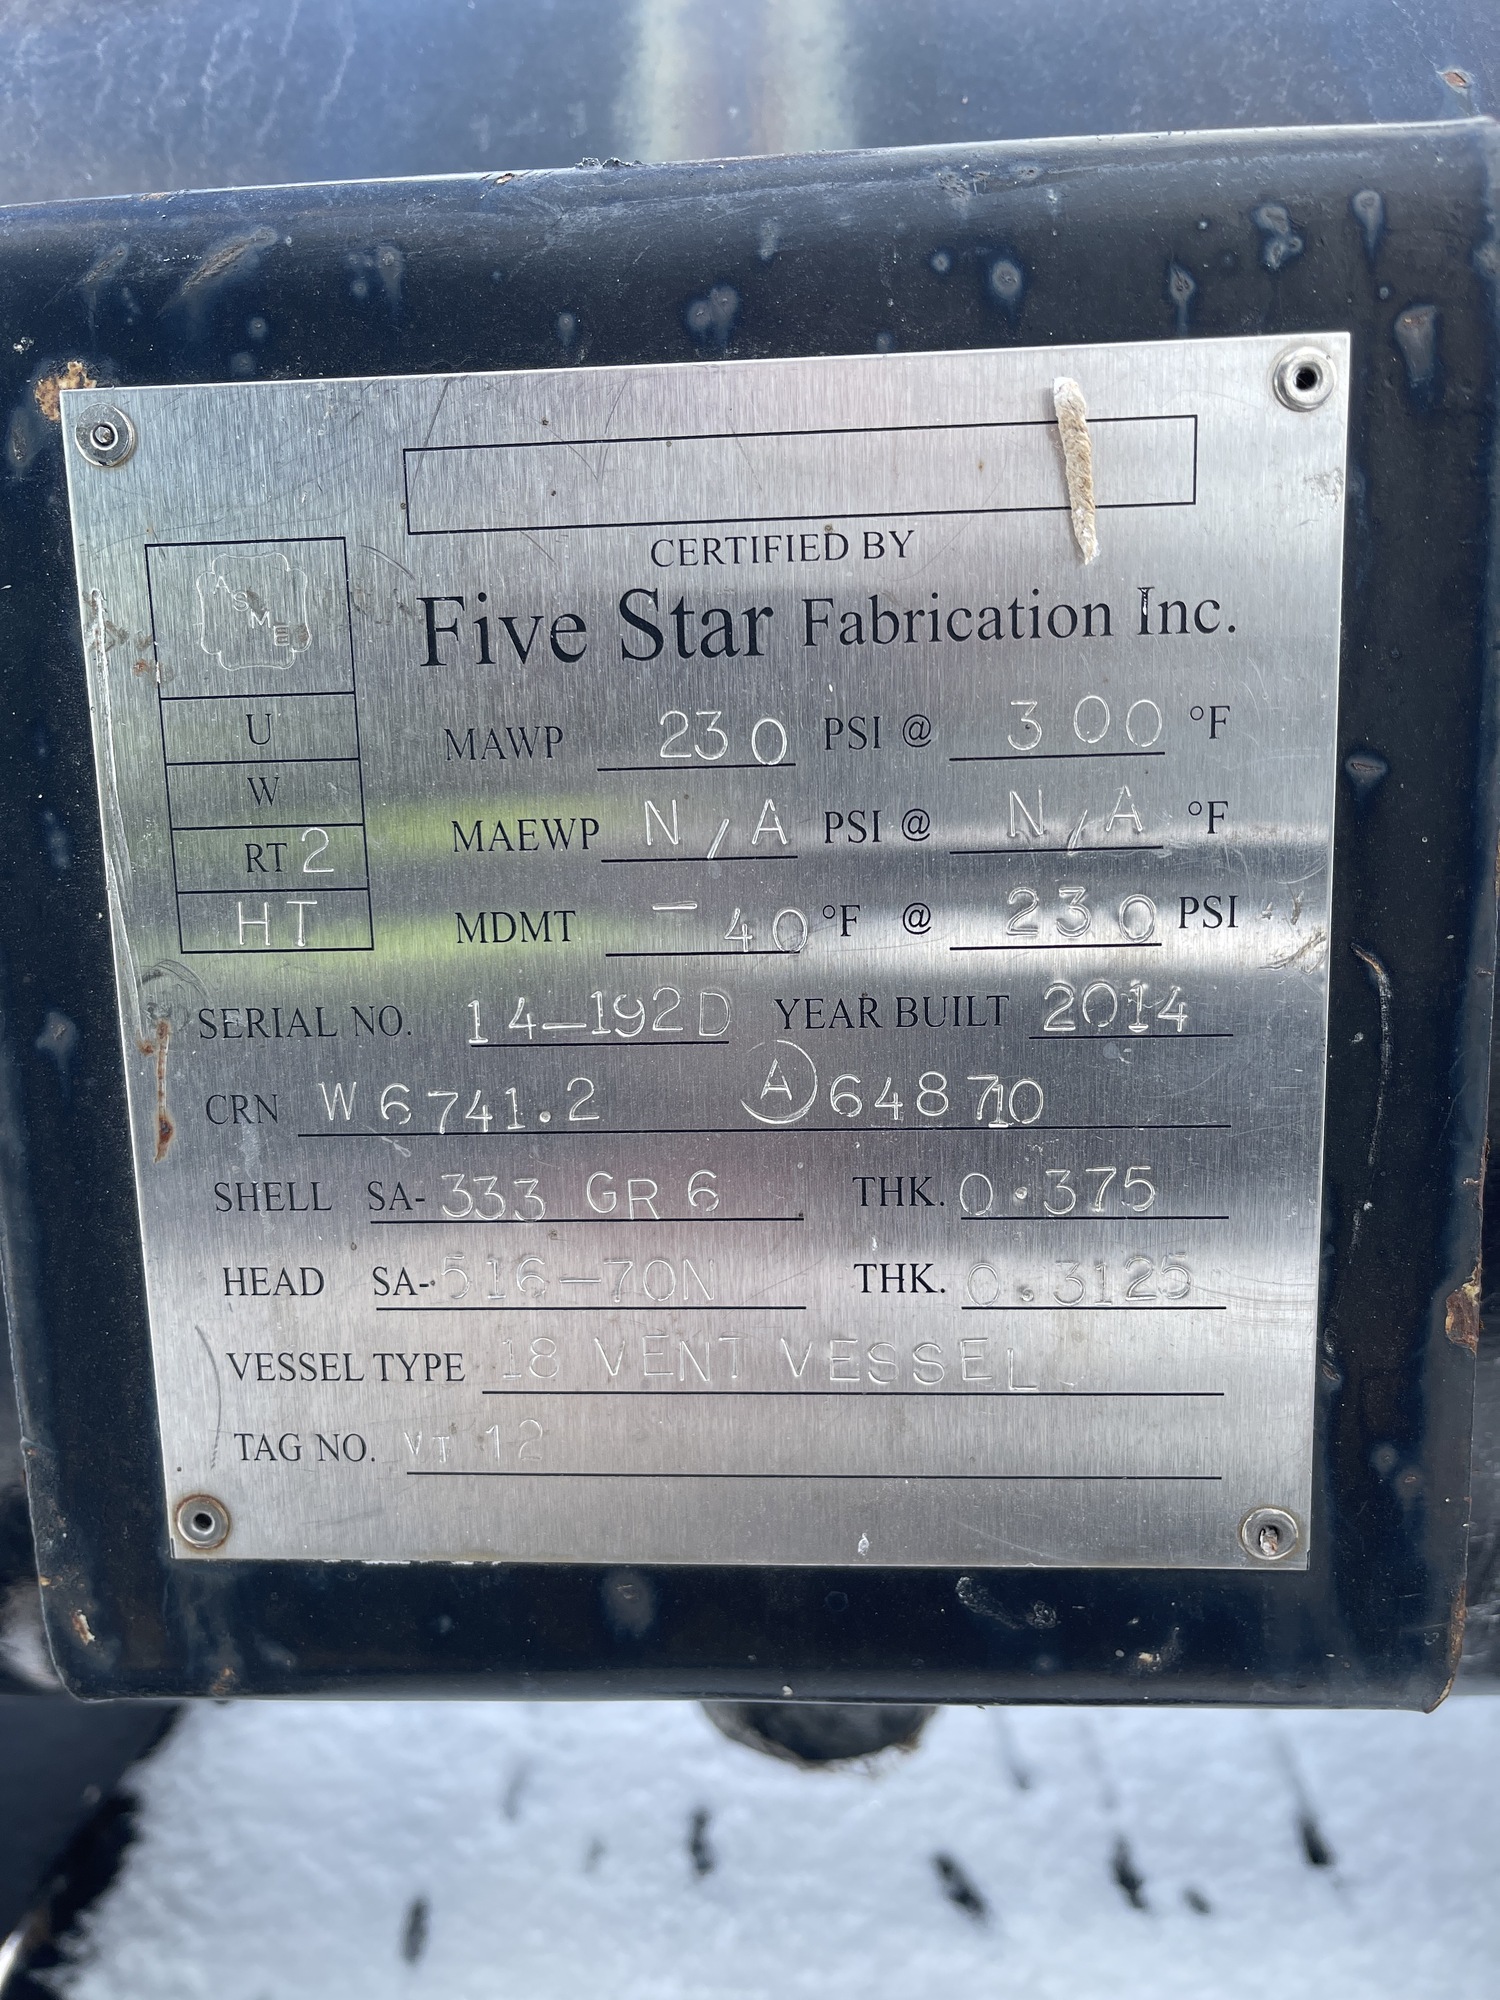 CERTIFIED BY
Five Star Fabrication Inc.
ASME
U
W
RT 2
HT
MAWP 230 PSI @ 300 °F
MAEWP N/A PSI @ N/A °F
MDMT -40 °F @ 230 PSI
SERIAL NO. 14-192D YEAR BUILT 2014
CRN W6741.2 A 648710
SHELL SA-333 GR 6 THK. 0.375
HEAD SA-516-70N THK. 0.3125
VESSEL TYPE 18 VENT VESSEL
TAG NO. VT 12